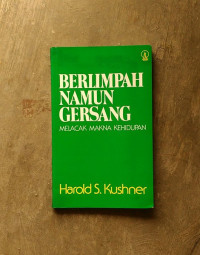 BERLIMPAH
NAMUN
GERSANG
MELACAK MAKNA KEHIDUPAN
Harold S. Kushner